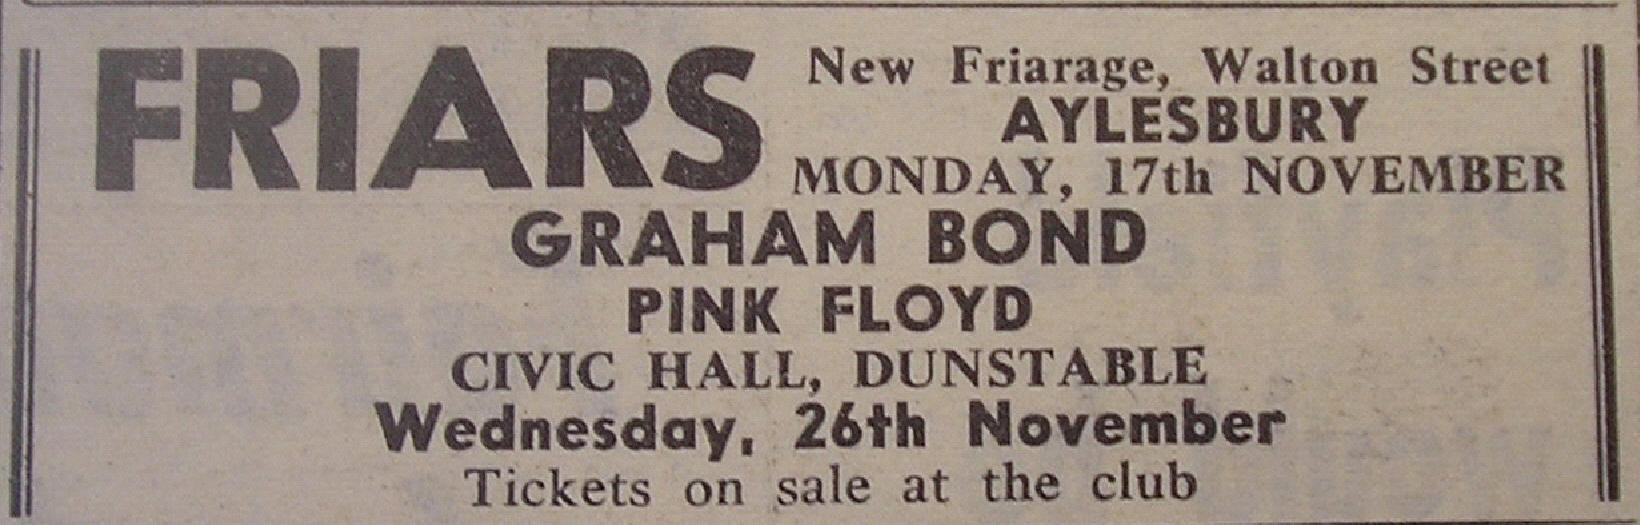 FRIARS
New Friarage, Walton Street
AYLESBURY
MONDAY, 17th NOVEMBER
GRAHAM BOND
PINK FLOYD
CIVIC HALL, DUNSTABLE
Wednesday, 26th November
Tickets on sale at the club